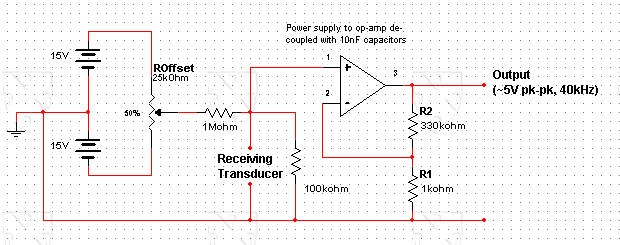 Power supply to op-amp de-
coupled with 10nF capacitors
15V
ROffset
25kOhm
50%
1Mohm
1
2
3
Output
(~5V pk-pk, 40kHz)
R2
330kohm
15V
Receiving
Transducer
100kohm
R1
1kohm